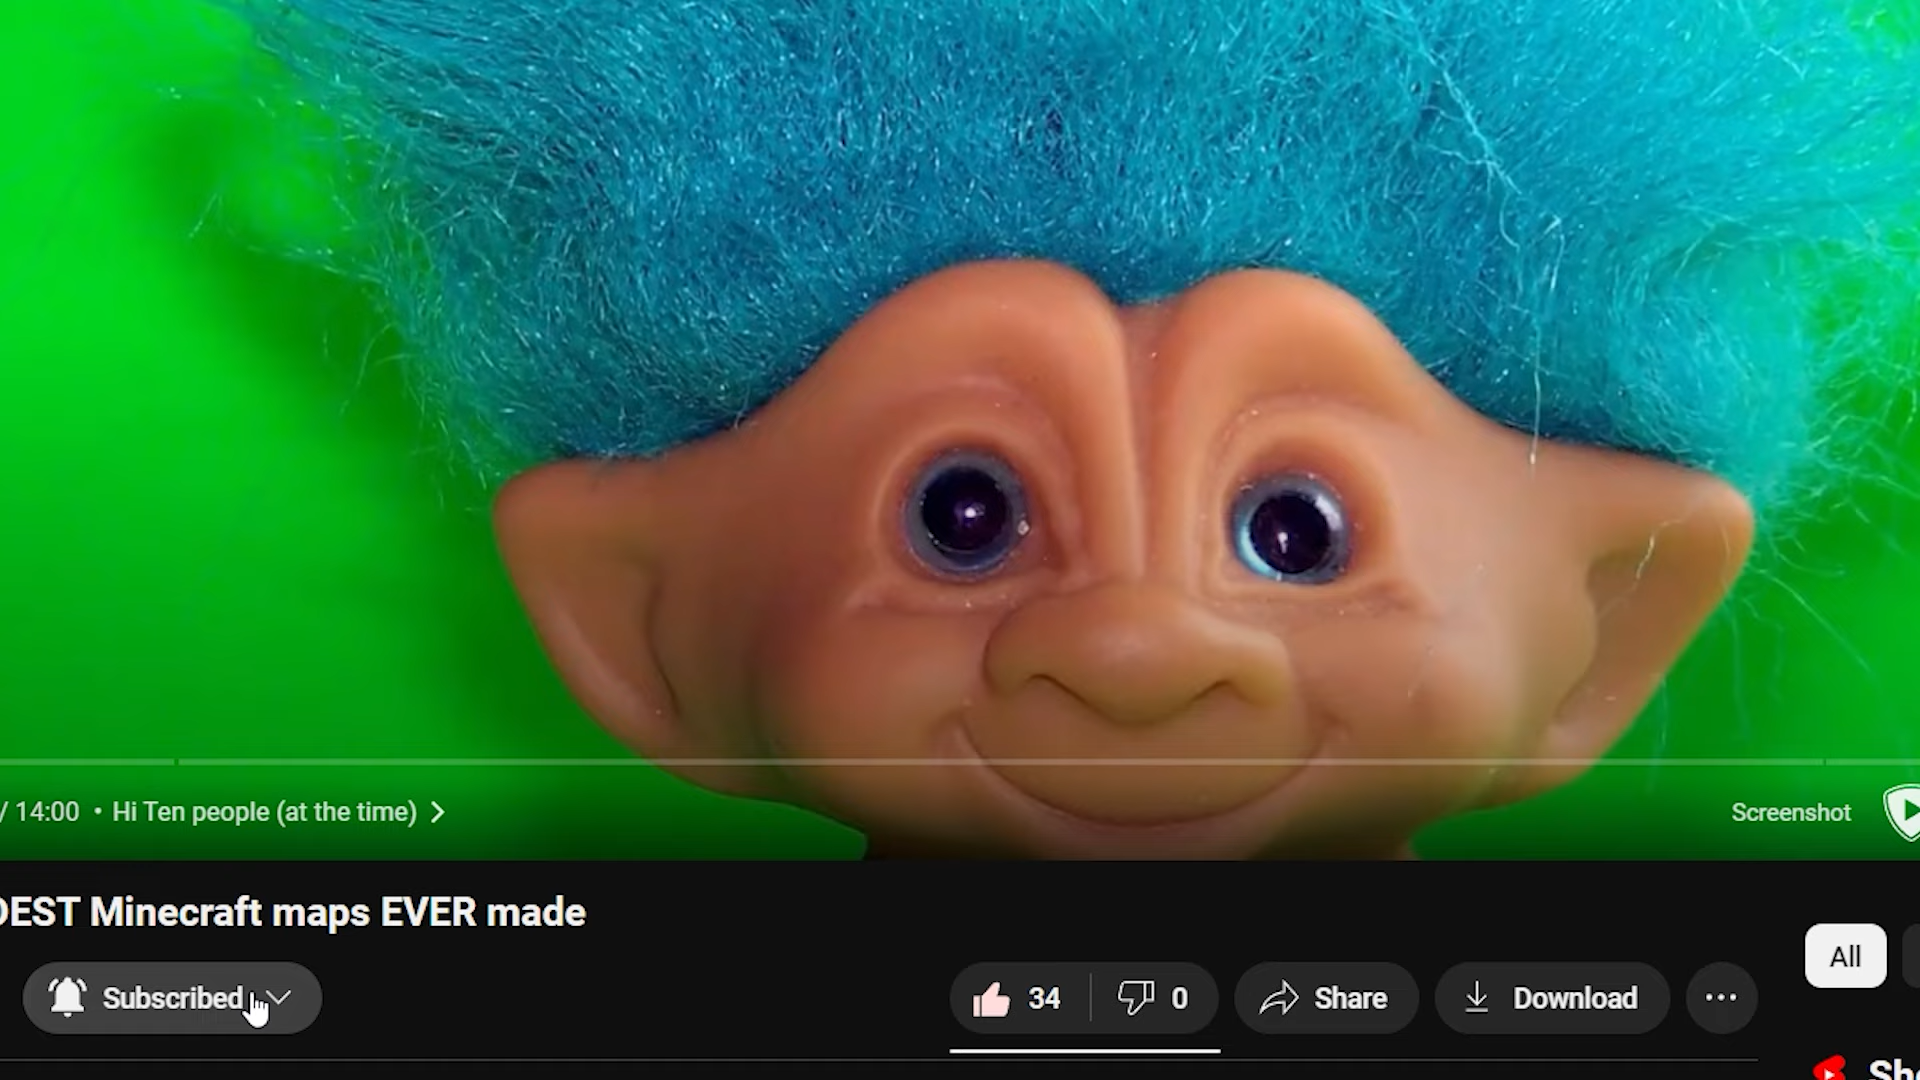 / 14:00 • Hi Ten people (at the time)
Screenshot
DEST Minecraft maps EVER made
All
Subscribed
34
0
Share
Download
Sho